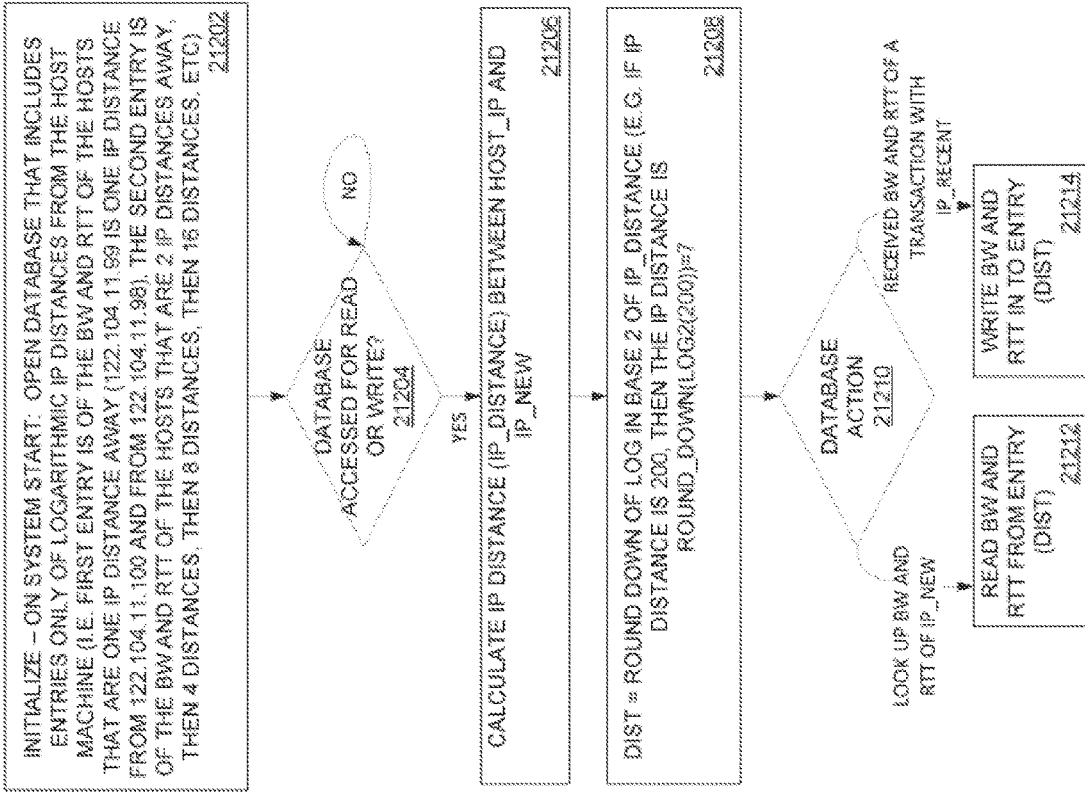 INITIALIZE – ON SYSTEM START: OPEN DATABASE THAT INCLUDES
ENTRIES ONLY OF LOGARITHMIC IP DISTANCES FROM THE HOST
MACHINE (I.E. FIRST ENTRY IS OF THE BW AND RTT OF THE HOSTS
THAT ARE ONE IP DISTANCE AWAY (122.104.11.99 IS ONE IP DISTANCE
FROM 122.104.11.100 AND FROM 122.104.11.98). THE SECOND ENTRY IS
OF THE BW AND RTT OF THE HOSTS THAT ARE 2 IP DISTANCES AWAY,
THEN 4 DISTANCES, THEN 8 DISTANCES, THEN 16 DISTANCES. ETC)
21202
DATABASE
ACCESSED FOR READ
OR WRITE?
21204
NO
YES
CALCULATE IP DISTANCE (IP_DISTANCE) BETWEEN HOST_IP AND
IP_NEW
21206
DIST = ROUND DOWN OF LOG IN BASE 2 OF IP_DISTANCE (E.G. IF IP
DISTANCE IS 200, THEN THE IP DISTANCE IS
ROUND_DOWN(LOG2(200))=7
21208
DATABASE
ACTION
21210
LOOK UP BW AND
RTT OF IP_NEW
RECEIVED BW AND RTT OF A
TRANSACTION WITH
IP_RECENT
READ BW AND
RTT FROM ENTRY
(DIST)
21212
WRITE BW AND
RTT IN TO ENTRY
(DIST)
21214